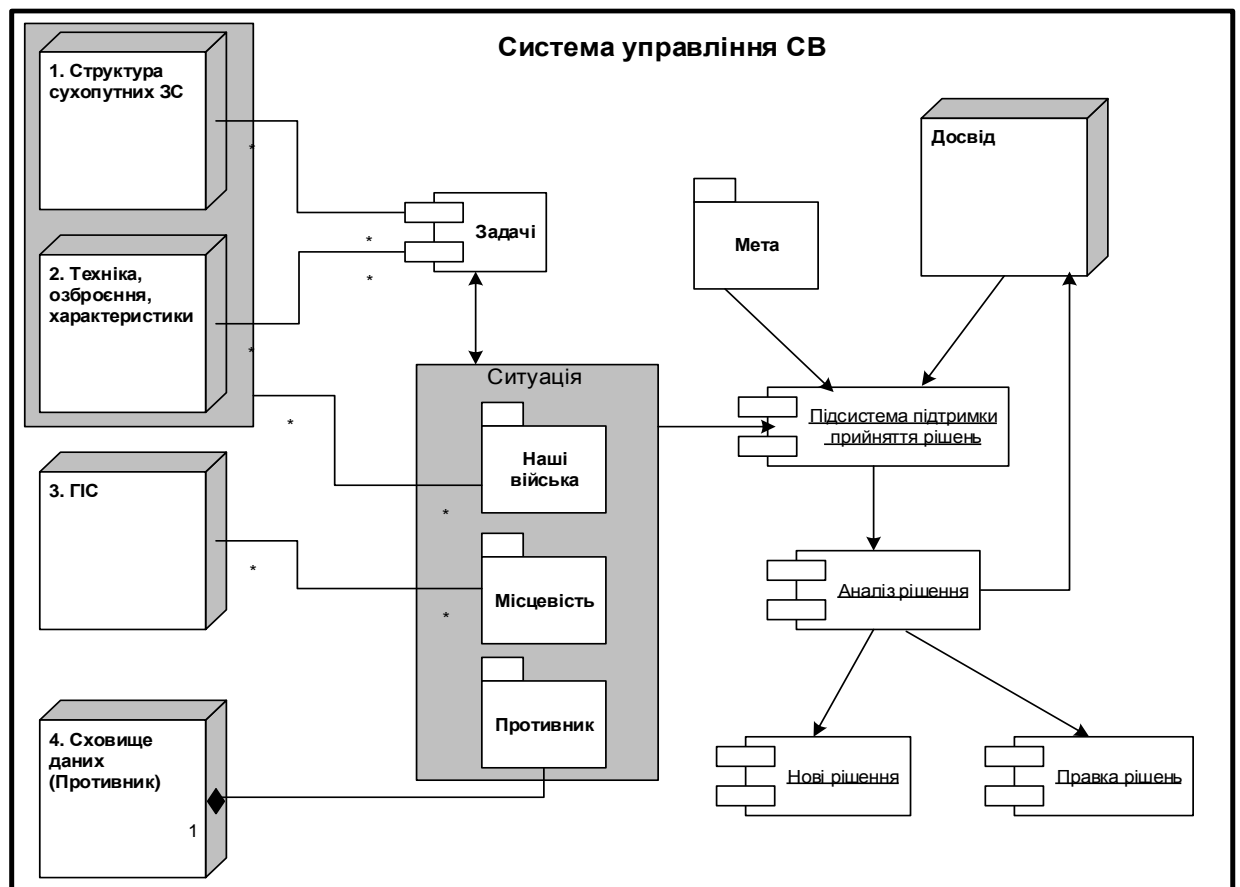 Система управління СВ
1. Структура
сухопутних ЗС
*
2. Техніка,
озброєння,
характеристики
*
*
*
Задачі
Мета
Досвід
Ситуація
*
Наші
війська
*
Підсистема підтримки
прийняття рішень
3. ГІС
*
Місцевість
*
Аналіз рішення
4. Сховище
даних
(Противник)
1
Противник
Нові рішення
Правка рішень